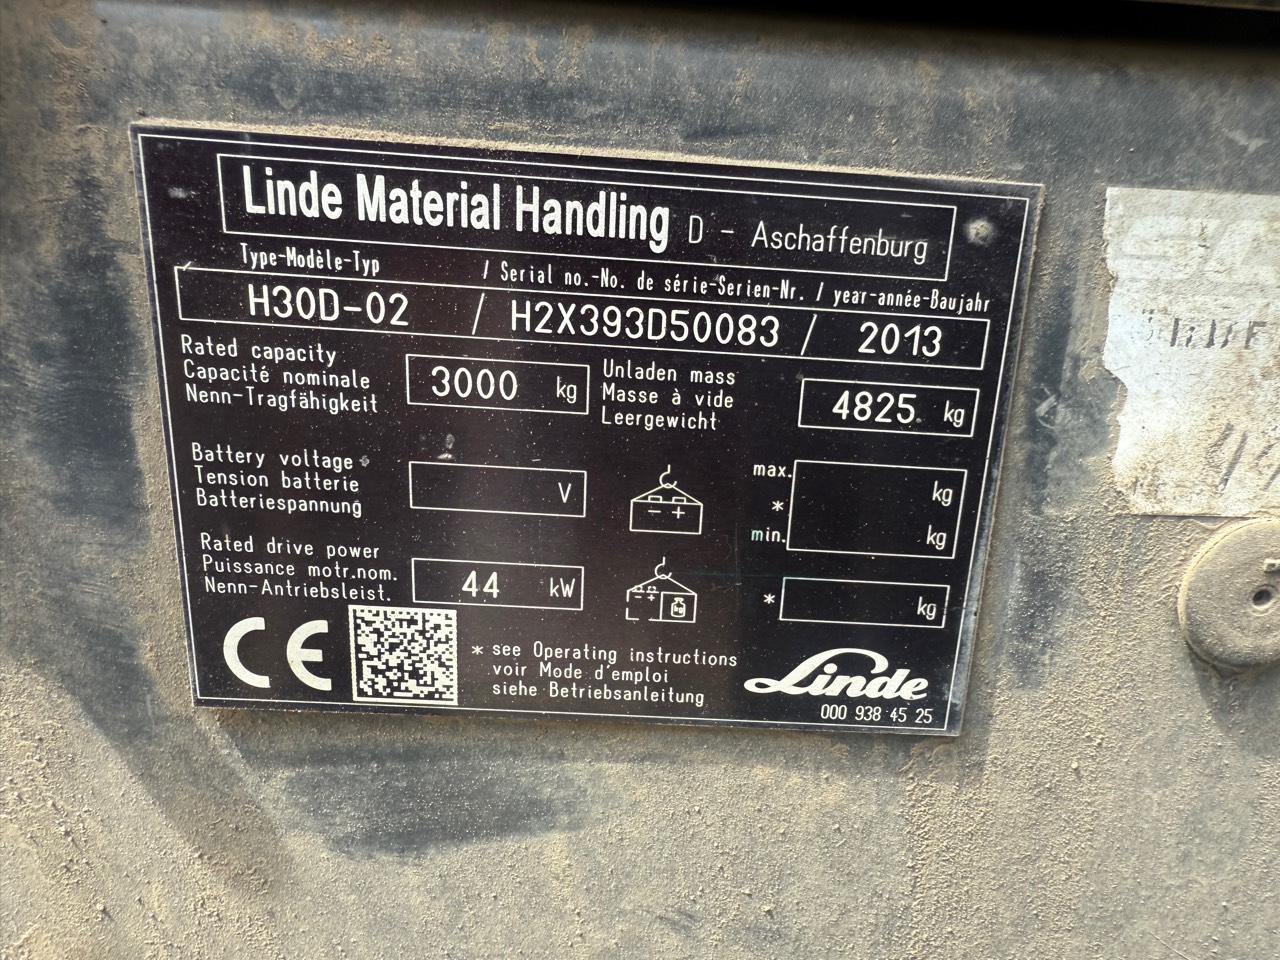 Linde Material Handling D - Aschaffenburg
Type-Modèle-Typ / Serial no.-No. de série-Serien-Nr. / year-année-Baujahr
H30D-02 / H2X393D50083 / 2013
Rated capacity
Capacité nominale
Nenn-Tragfähigkeit
3000 kg
Unladen mass
Masse à vide
Leergewicht
4825 kg
Battery voltage
Tension batterie
Batteriespannung
V
- +
max. kg
*
min. kg
Rated drive power
Puissance motr.nom.
Nenn-Antriebsleist.
44 kW
- +
kg
* kg
CE
* see Operating instructions
voir Mode d'emploi
siehe Betriebsanleitung
Linde
000 938 45 25